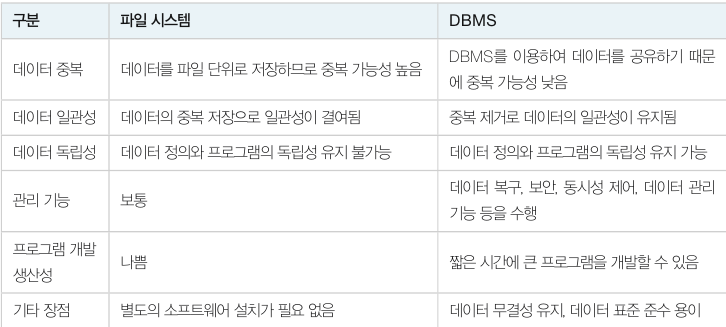 구분 파일 시스템 DBMS
데이터 중복 데이터를 파일 단위로 저장하므로 중복 가능성 높음 DBMS를 이용하여 데이터를 공유하기 때문
에 중복 가능성 낮음
데이터 일관성 데이터의 중복 저장으로 일관성이 결여됨 중복 제거로 데이터의 일관성이 유지됨
데이터 독립성 데이터 정의와 프로그램의 독립성 유지 불가능 데이터 정의와 프로그램의 독립성 유지 가능
관리 기능 보통 데이터 복구, 보안, 동시성 제어, 데이터 관리
기능 등을 수행
프로그램 개발
생산성 나쁨 짧은 시간에 큰 프로그램을 개발할 수 있음
기타 장점 별도의 소프트웨어 설치가 필요 없음 데이터 무결성 유지, 데이터 표준 준수 용이